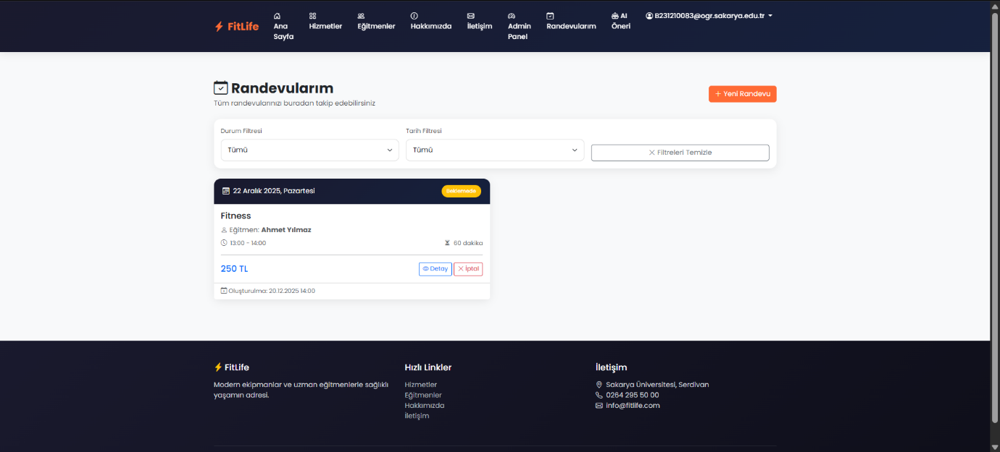 FitLife
Ana Sayfa
Hizmetler
Eğitmenler
Hakkımızda
İletişim
Admin Panel
Randevularım
AI Öneri
B231210083@ogr.sakarya.edu.tr
Randevularım
Tüm randevularınızı buradan takip edebilirsiniz
+ Yeni Randevu
Durum Filtresi
Tümü
Tarih Filtresi
Tümü
Filtreleri Temizle
22 Aralık 2025, Pazartesi
Beklemede
Fitness
Eğitmen: Ahmet Yılmaz
13:00 - 14:00
60 dakika
250 TL
Detay
İptal
Oluşturulma: 20.12.2025 14:00
FitLife
Modern ekipmanlar ve uzman eğitmenlerle sağlıklı
yaşamın adresi.
Hızlı Linkler
Hizmetler
Eğitmenler
Hakkımızda
İletişim
İletişim
Sakarya Üniversitesi, Serdivan
0264 295 50 00
info@fitlife.com